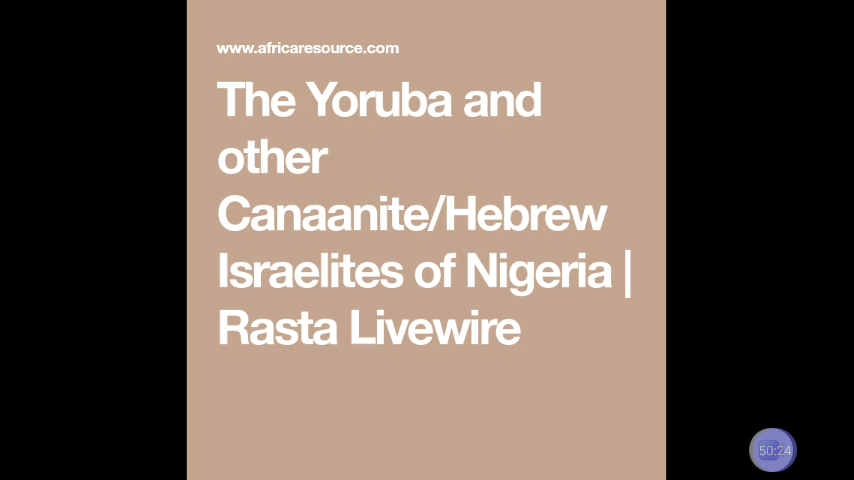 www.africaresource.com
The Yoruba and
other
Canaanite/Hebrew
Israelites of Nigeria |
Rasta Livewire
50:24